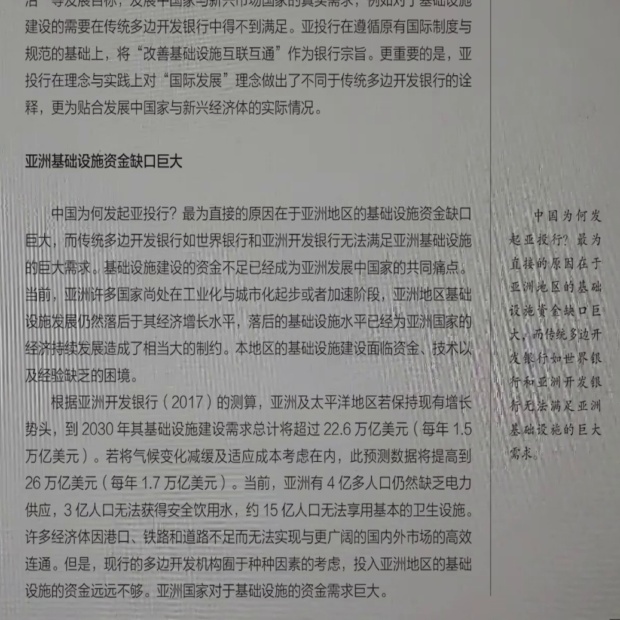 治”等发展目标，发展中国家与新兴市场国家的真实需求，例如对于基础设施
建设的需要在传统多边开发银行中得不到满足。亚投行在遵循原有国际制度与
规范的基础上，将“改善基础设施互联互通”作为银行宗旨。更重要的是，亚
投行在理念与实践上对“国际发展”理念做出了不同于传统多边开发银行的诠
释，更为贴合发展中国家与新兴经济体的实际情况。
亚洲基础设施资金缺口巨大
中国为何发起亚投行？最为直接的原因在于亚洲地区的基础设施资金缺口
巨大，而传统多边开发银行如世界银行和亚洲开发银行无法满足亚洲基础设施
的巨大需求。基础设施建设的资金不足已经成为亚洲发展中国家的共同痛点。
当前，亚洲许多国家尚处在工业化与城市化起步或者加速阶段，亚洲地区基础
设施发展仍然落后于其经济增长水平，落后的基础设施水平已经为亚洲国家的
经济持续发展造成了相当大的制约。本地区的基础设施建设面临资金、技术以
及经验缺乏的困境。
根据亚洲开发银行（2017）的测算，亚洲及太平洋地区若保持现有增长
势头，到 2030 年其基础设施建设需求总计将超过 22.6 万亿美元（每年 1.5
万亿美元）。若将气候变化减缓及适应成本考虑在内，此预测数据将提高到
26 万亿美元（每年 1.7 万亿美元）。当前，亚洲有 4 亿多人口仍然缺乏电力
供应，3 亿人口无法获得安全饮用水，约 15 亿人口无法享用基本的卫生设施。
许多经济体因港口、铁路和道路不足而无法实现与更广阔的国内外市场的高效
连通。但是，现行的多边开发机构囿于种种因素的考虑，投入亚洲地区的基础
设施的资金远远不够。亚洲国家对于基础设施的资金需求巨大。
中国为何发
起亚投行？最为
直接的原因在于
亚洲地区的基础
设施资金缺口巨
大，而传统多边开
发银行如世界银
行和亚洲开发银
行无法满足亚洲
基础设施的巨大
需求。